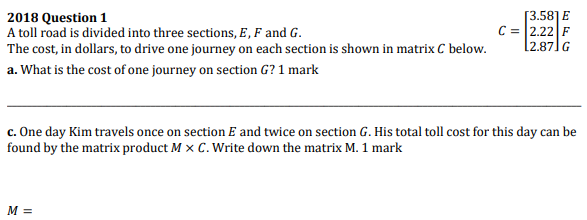 2018 Question 1
A toll road is divided into three sections, E, F and G.
The cost, in dollars, to drive one journey on each section is shown in matrix C below.
C = [3.58] E
[2.22] F
[2.87] G
a. What is the cost of one journey on section G? 1 mark
c. One day Kim travels once on section E and twice on section G. His total toll cost for this day can be
found by the matrix product M × C. Write down the matrix M. 1 mark
M =